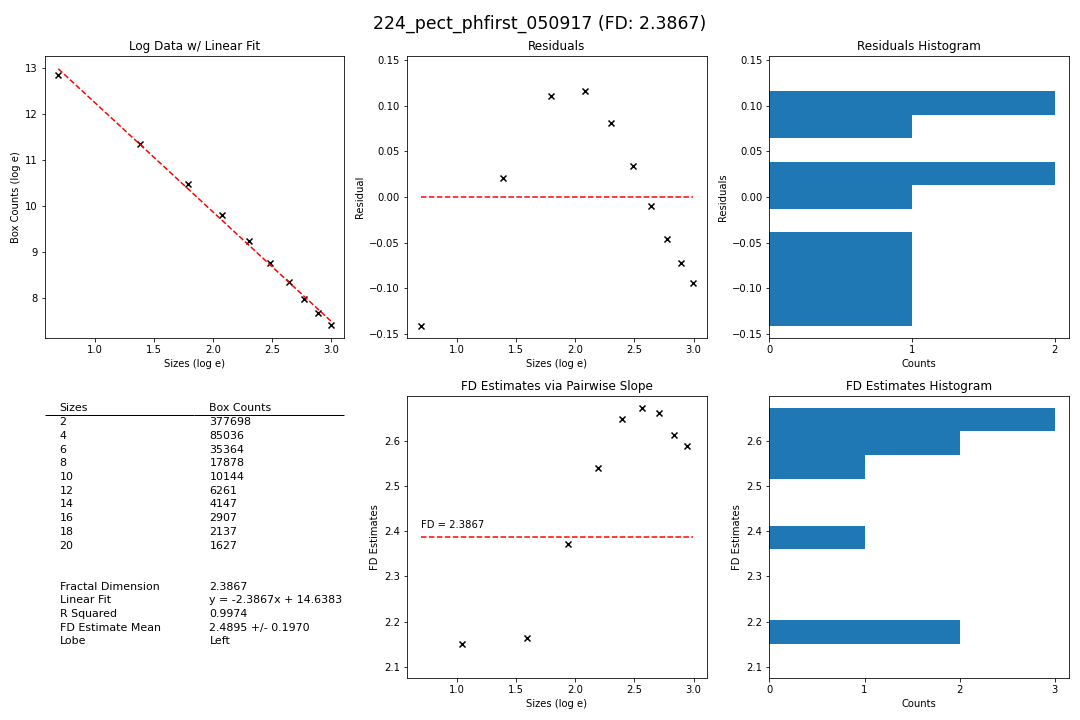 224_pect_phfirst_050917 (FD: 2.3867)
Log Data w/ Linear Fit
13
12
11
10
9
8
Box Counts (log e)
1.0 1.5 2.0 2.5 3.0
Sizes (log e)
Residuals
0.15
0.10
0.05
0.00
−0.05
−0.10
−0.15
Residual
1.0 1.5 2.0 2.5 3.0
Sizes (log e)
Residuals Histogram
0.15
0.10
0.05
0.00
−0.05
−0.10
−0.15
Residuals
0 1 2
Counts
Sizes Box Counts
2 377698
4 85036
6 35364
8 17878
10 10144
12 6261
14 4147
16 2907
18 2137
20 1627
Fractal Dimension 2.3867
Linear Fit y = -2.3867x + 14.6383
R Squared 0.9974
FD Estimate Mean 2.4895 +/- 0.1970
Lobe Left
FD Estimates via Pairwise Slope
2.6
2.5
2.4
2.3
2.2
2.1
FD Estimates
FD = 2.3867
1.0 1.5 2.0 2.5 3.0
Sizes (log e)
FD Estimates Histogram
2.6
2.5
2.4
2.3
2.2
2.1
FD Estimates
0 1 2 3
Counts